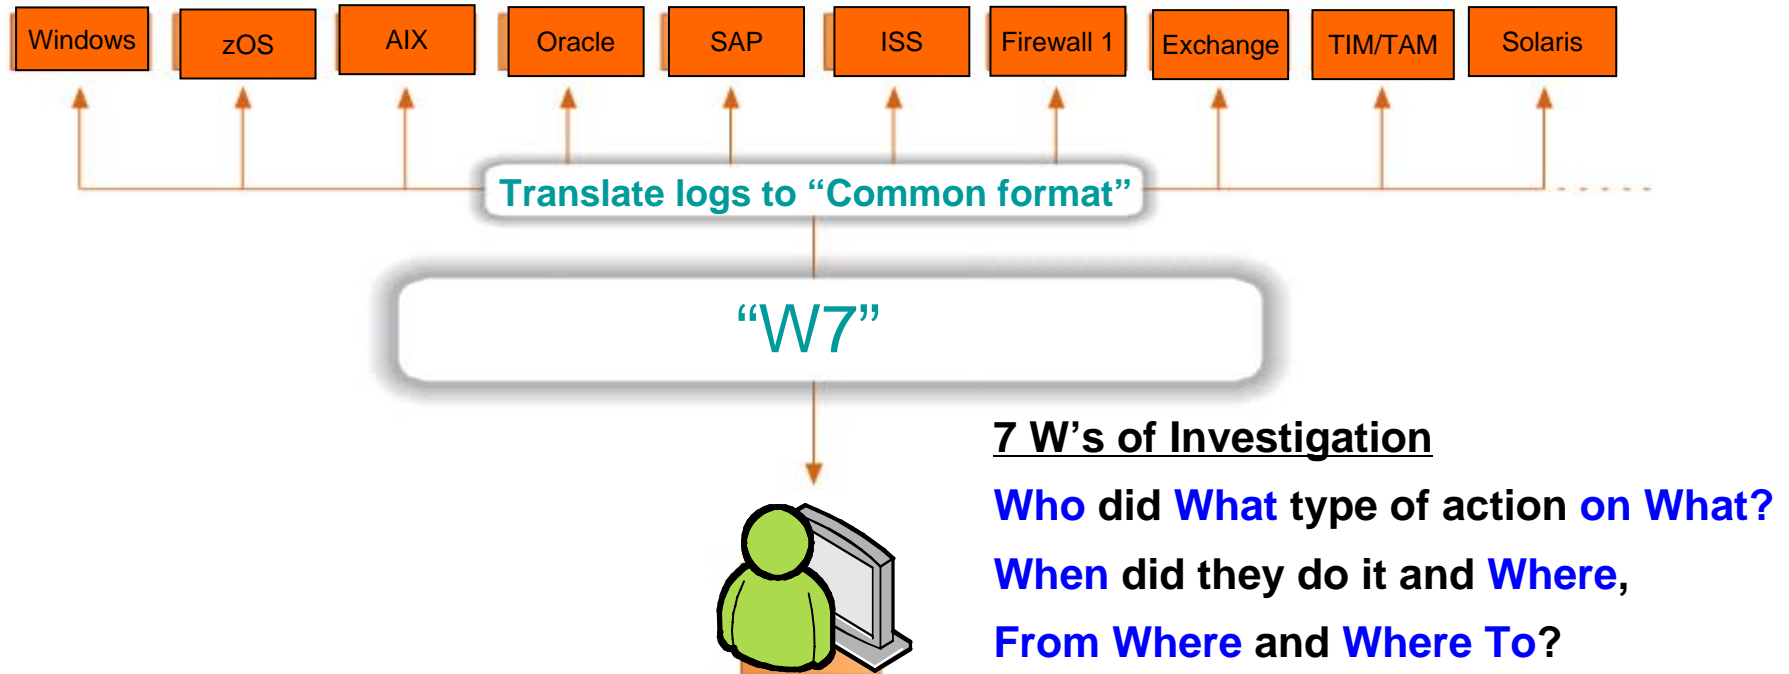 Windows
zOS
AIX
Oracle
SAP
ISS
Firewall 1
Exchange
TIM/TAM
Solaris
Translate logs to “Common format”
“W7”
7 W’s of Investigation
Who did What type of action on What?
When did they do it and Where,
From Where and Where To?